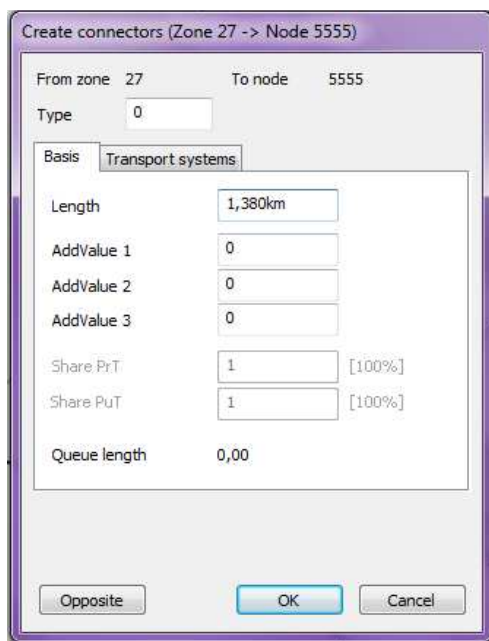 Create connectors (Zone 27 -> Node 5555)
From zone 27 To node 5555
Type 0
Basis Transport systems
Length 1,380km
AddValue 1 0
AddValue 2 0
AddValue 3 0
Share PrT 1 [100%]
Share PuT 1 [100%]
Queue length 0,00
Opposite OK Cancel